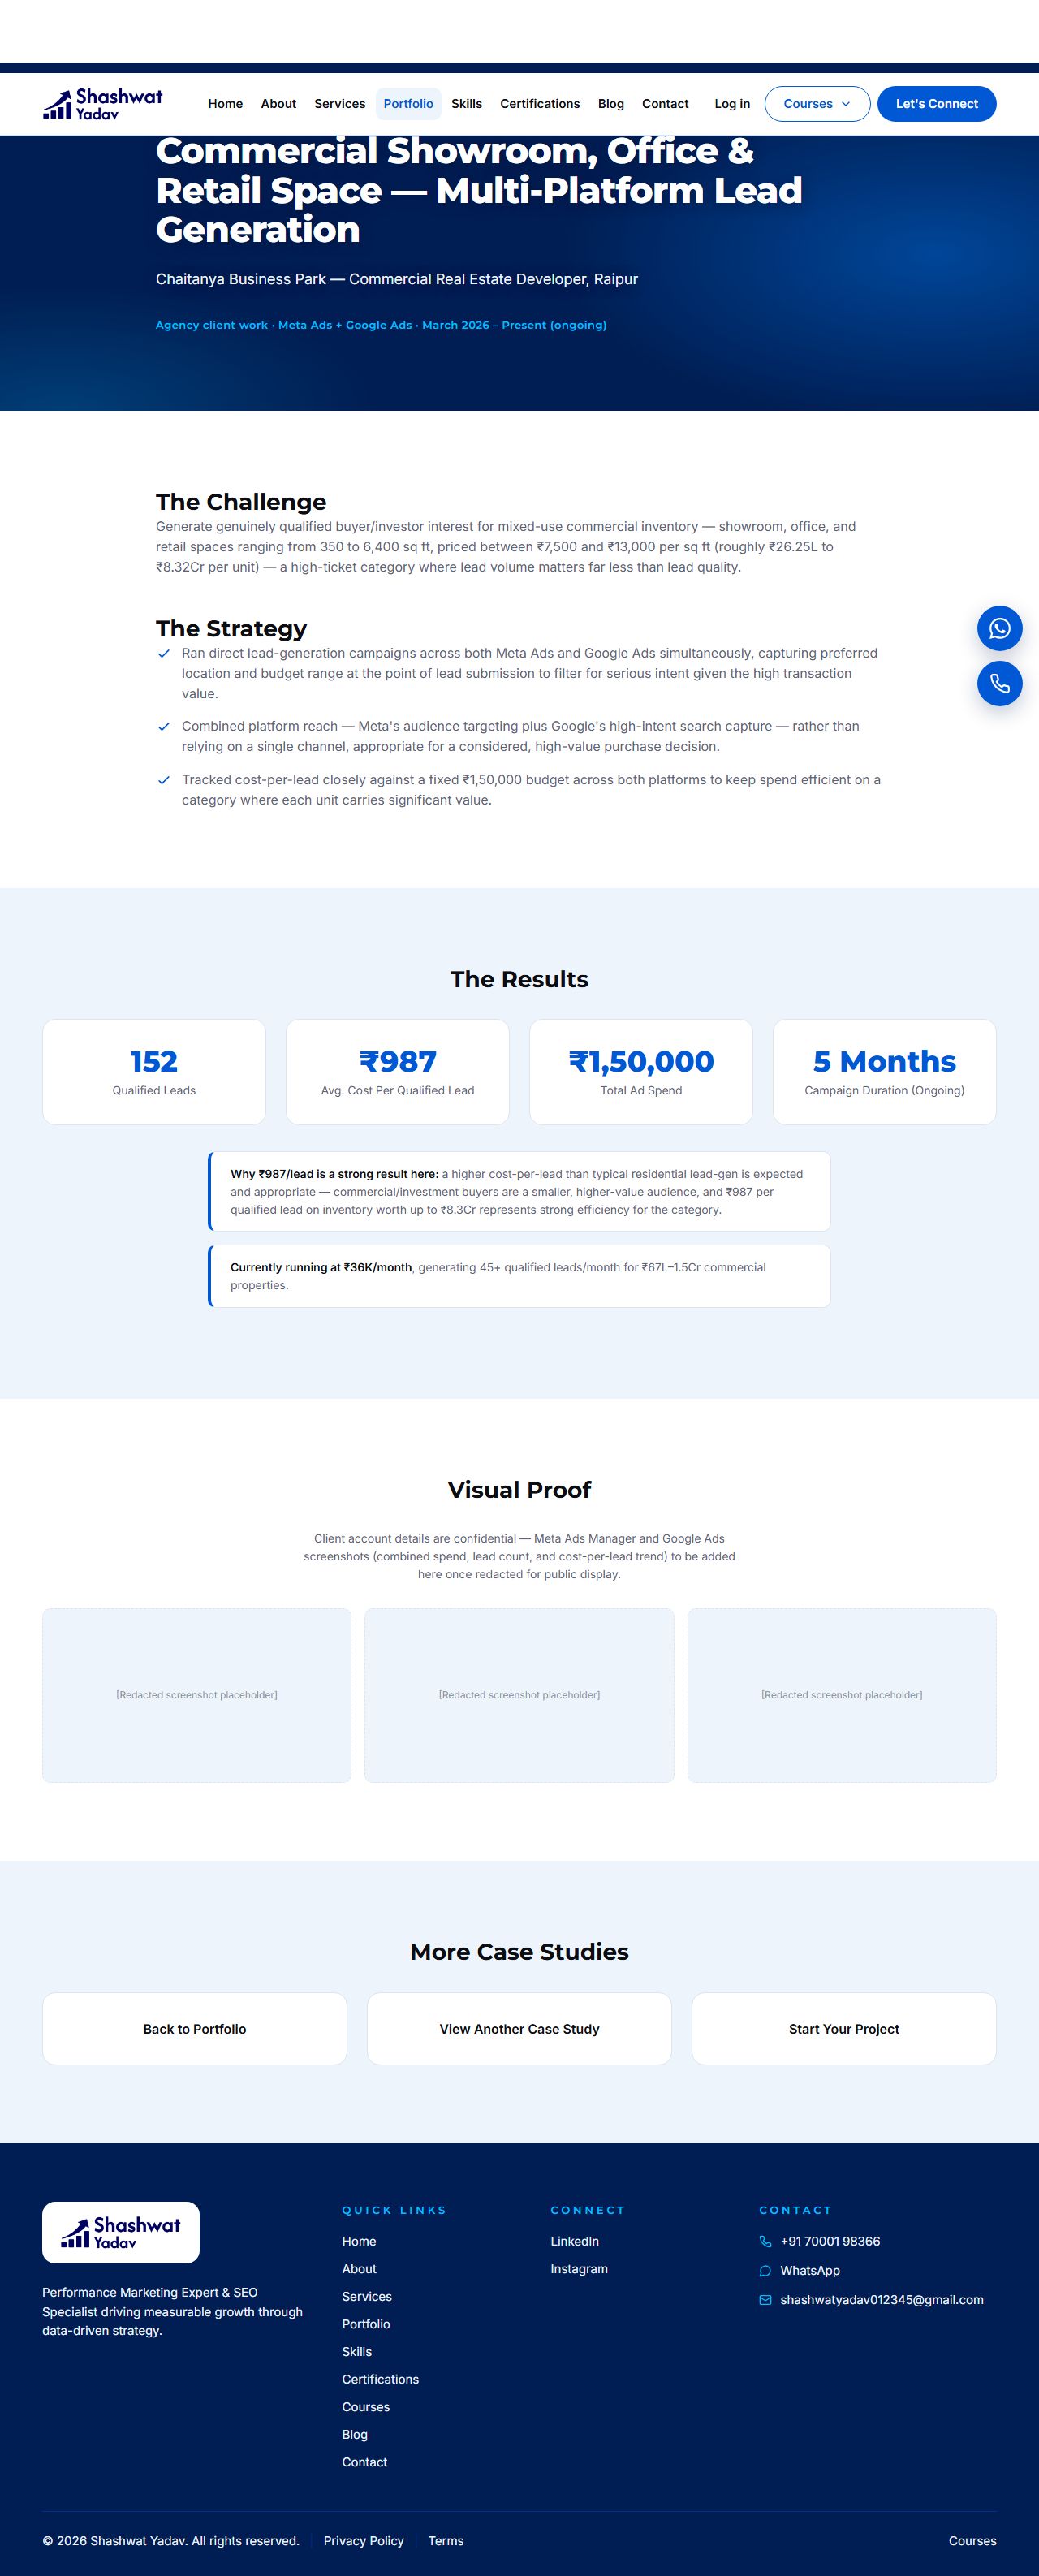 Shashwat
Yadav
Home
About
Services
Portfolio
Skills
Certifications
Blog
Contact
Log in
Courses
Let's Connect
Commercial Showroom, Office &
Retail Space — Multi-Platform Lead
Generation
Chaitanya Business Park — Commercial Real Estate Developer, Raipur
Agency client work · Meta Ads + Google Ads · March 2026 – Present (ongoing)
The Challenge
Generate genuinely qualified buyer/investor interest for mixed-use commercial inventory — showroom, office, and
retail spaces ranging from 350 to 6,400 sq ft, priced between ₹7,500 and ₹13,000 per sq ft (roughly ₹26.25L to
₹8.32Cr per unit) — a high-ticket category where lead volume matters far less than lead quality.
The Strategy
Ran direct lead-generation campaigns across both Meta Ads and Google Ads simultaneously, capturing preferred
location and budget range at the point of lead submission to filter for serious intent given the high transaction
value.
Combined platform reach — Meta's audience targeting plus Google's high-intent search capture — rather than
relying on a single channel, appropriate for a considered, high-value purchase decision.
Tracked cost-per-lead closely against a fixed ₹1,50,000 budget across both platforms to keep spend efficient on a
category where each unit carries significant value.
The Results
152
Qualified Leads
₹987
Avg. Cost Per Qualified Lead
₹1,50,000
Total Ad Spend
5 Months
Campaign Duration (Ongoing)
Why ₹987/lead is a strong result here: a higher cost-per-lead than typical residential lead-gen is expected
and appropriate — commercial/investment buyers are a smaller, higher-value audience, and ₹987 per
qualified lead on inventory worth up to ₹8.3Cr represents strong efficiency for the category.
Currently running at ₹36K/month, generating 45+ qualified leads/month for ₹67L–1.5Cr commercial
properties.
Visual Proof
Client account details are confidential — Meta Ads Manager and Google Ads
screenshots (combined spend, lead count, and cost-per-lead trend) to be added
here once redacted for public display.
[Redacted screenshot placeholder]
[Redacted screenshot placeholder]
[Redacted screenshot placeholder]
More Case Studies
Back to Portfolio
View Another Case Study
Start Your Project
Shashwat
Yadav
Performance Marketing Expert & SEO
Specialist driving measurable growth through
data-driven strategy.
QUICK LINKS
Home
About
Services
Portfolio
Skills
Certifications
Courses
Blog
Contact
CONNECT
LinkedIn
Instagram
CONTACT
+91 70001 98366
WhatsApp
shashwatyadav012345@gmail.com
© 2026 Shashwat Yadav. All rights reserved.
Privacy Policy
Terms
Courses